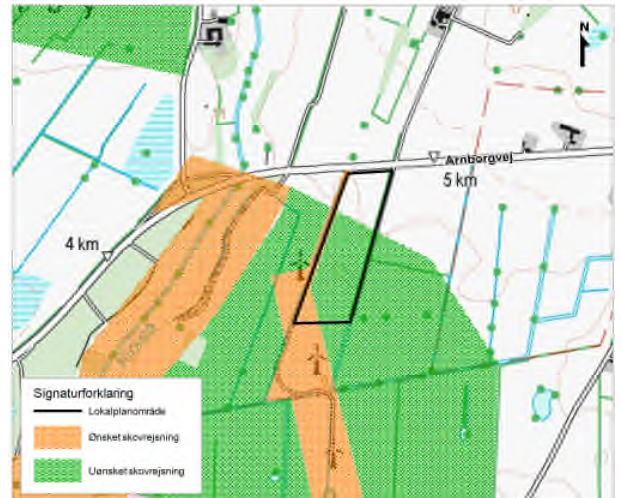 N
Arnborgvej
5 km
4 km
Signaturforklaring
Lokalplanområde
Ønsket skovrejsning
Uønsket skovrejsning